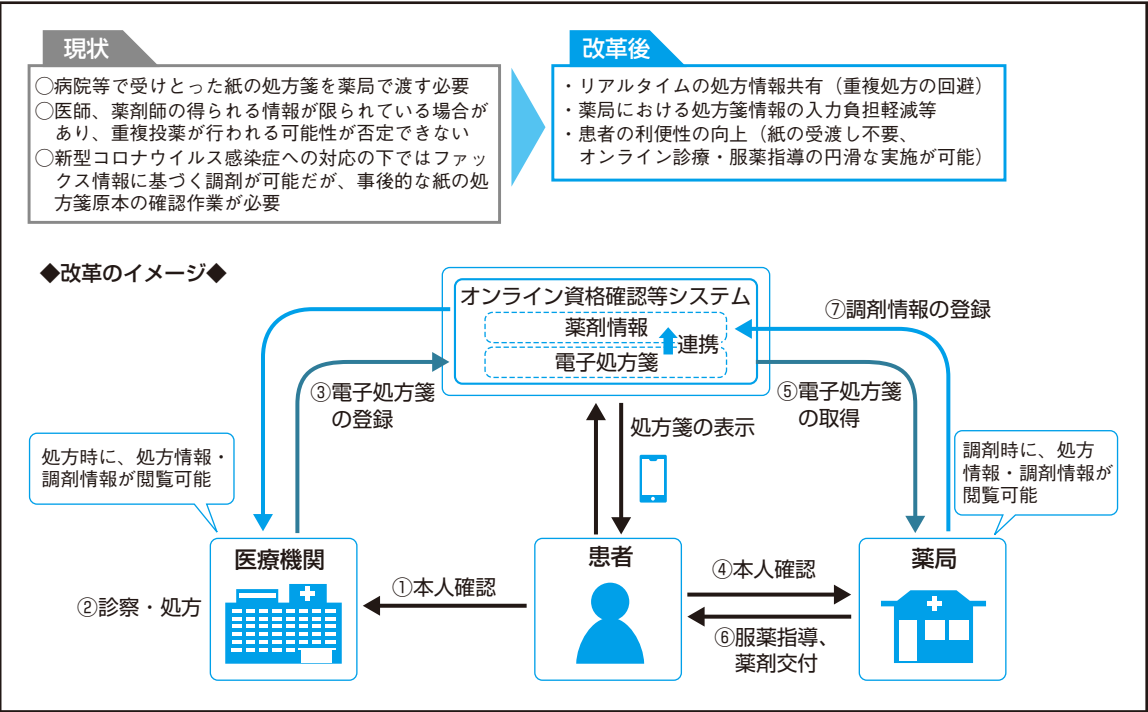 現状
○病院等で受けとった紙の処方箋を薬局で渡す必要
○医師、薬剤師の得られる情報が限られている場合が
あり、重複投薬が行われる可能性が否定できない
○新型コロナウイルス感染症への対応の下ではファッ
クス情報に基づく調剤が可能だが、事後的な紙の処
方箋原本の確認作業が必要
改革後
・リアルタイムの処方情報共有（重複処方の回避）
・薬局における処方箋情報の入力負担軽減等
・患者の利便性の向上（紙の受渡し不要、
オンライン診療・服薬指導の円滑な実施が可能）
◆改革のイメージ◆
オンライン資格確認等システム
薬剤情報
連携
電子処方箋
⑦調剤情報の登録
③電子処方箋
の登録
⑤電子処方箋
の取得
処方箋の表示
処方時に、処方情報・
調剤情報が閲覧可能
調剤時に、処方
情報・調剤情報が
閲覧可能
医療機関
患者
薬局
①本人確認
②診察・処方
④本人確認
⑥服薬指導、
薬剤交付